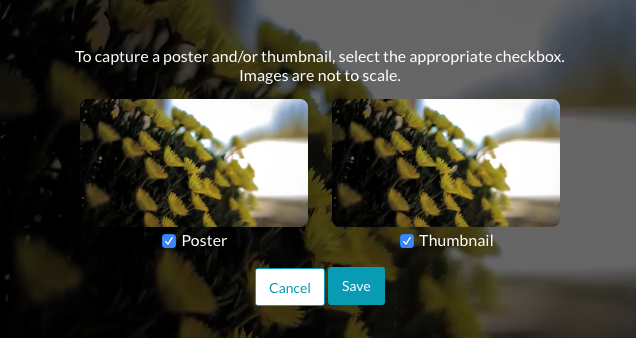 To capture a poster and/or thumbnail, select the appropriate checkbox.
Images are not to scale.
Poster
Thumbnail
Cancel
Save